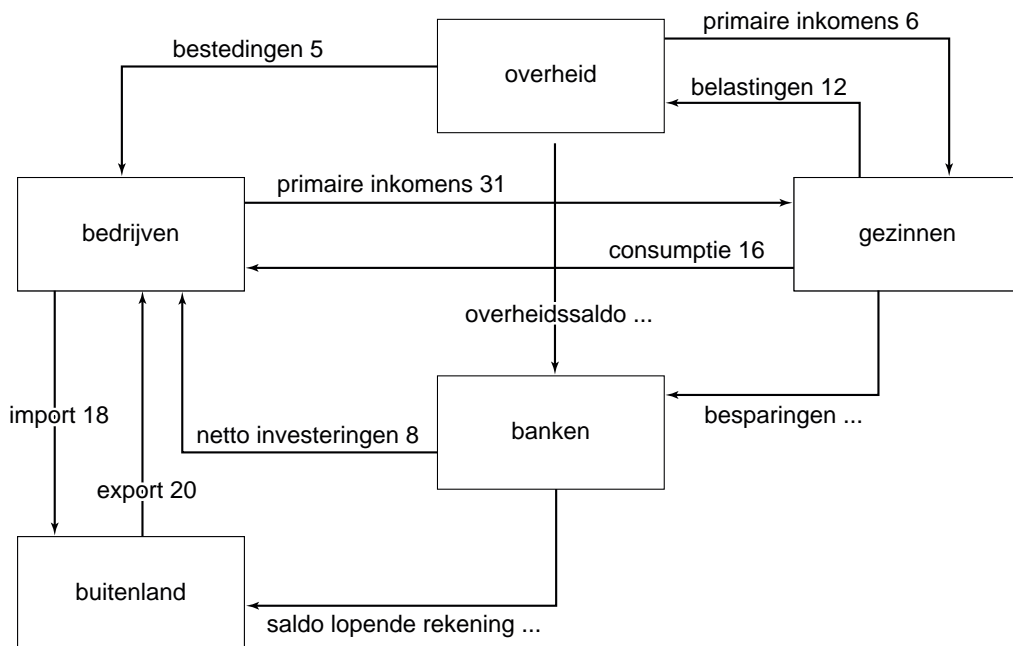 primaire inkomens 6
bestedingen 5
overheid
belastingen 12
primaire inkomens 31
bedrijven
gezinnen
consumptie 16
overheidssaldo ...
import 18
netto investeringen 8
banken
besparingen ...
export 20
buitenland
saldo lopende rekening ...